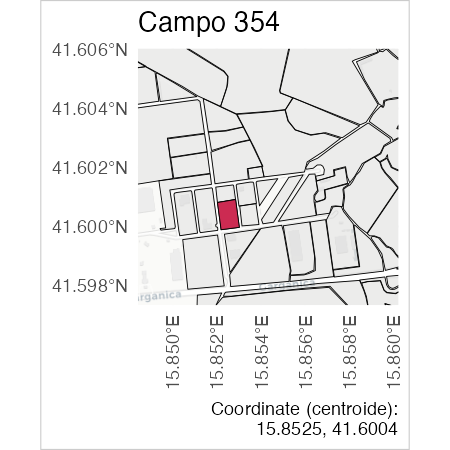 Campo 354
41.606°N
41.604°N
41.602°N
41.600°N
41.598°N
Garganica
arganica
15.850°E
15.852°E
15.854°E
15.856°E
15.858°E
15.860°E
Coordinate (centroide):
15.8525, 41.6004